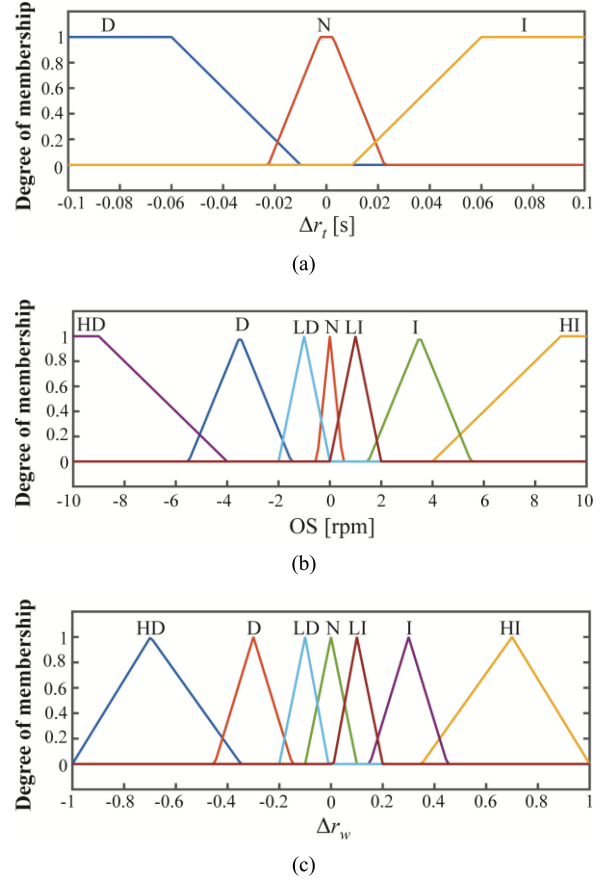 D N I
Degree of membership
1
0.8
0.6
0.4
0.2
0
-0.1 -0.08 -0.06 -0.04 -0.02 0 0.02 0.04 0.06 0.08 0.1
Δr_t [s]
(a)
HD D LD N LI I HI
Degree of membership
1
0.8
0.6
0.4
0.2
0
-10 -8 -6 -4 -2 0 2 4 6 8 10
OS [rpm]
(b)
HD D LD N LI I HI
Degree of membership
1
0.8
0.6
0.4
0.2
0
-1 -0.8 -0.6 -0.4 -0.2 0 0.2 0.4 0.6 0.8 1
Δr_w
(c)